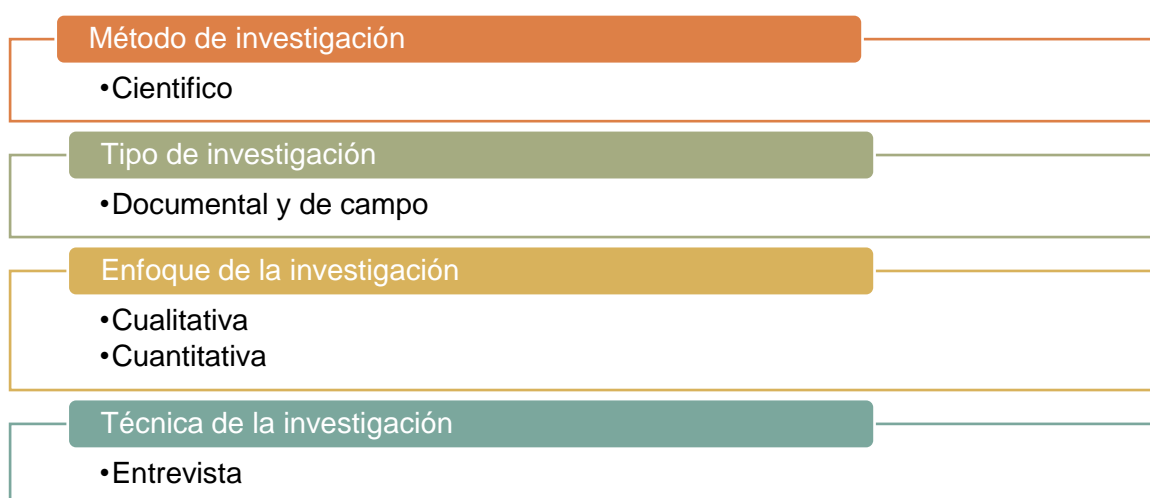 Método de investigación
•Cientifico
Tipo de investigación
•Documental y de campo
Enfoque de la investigación
•Cualitativa
•Cuantitativa
Técnica de la investigación
•Entrevista